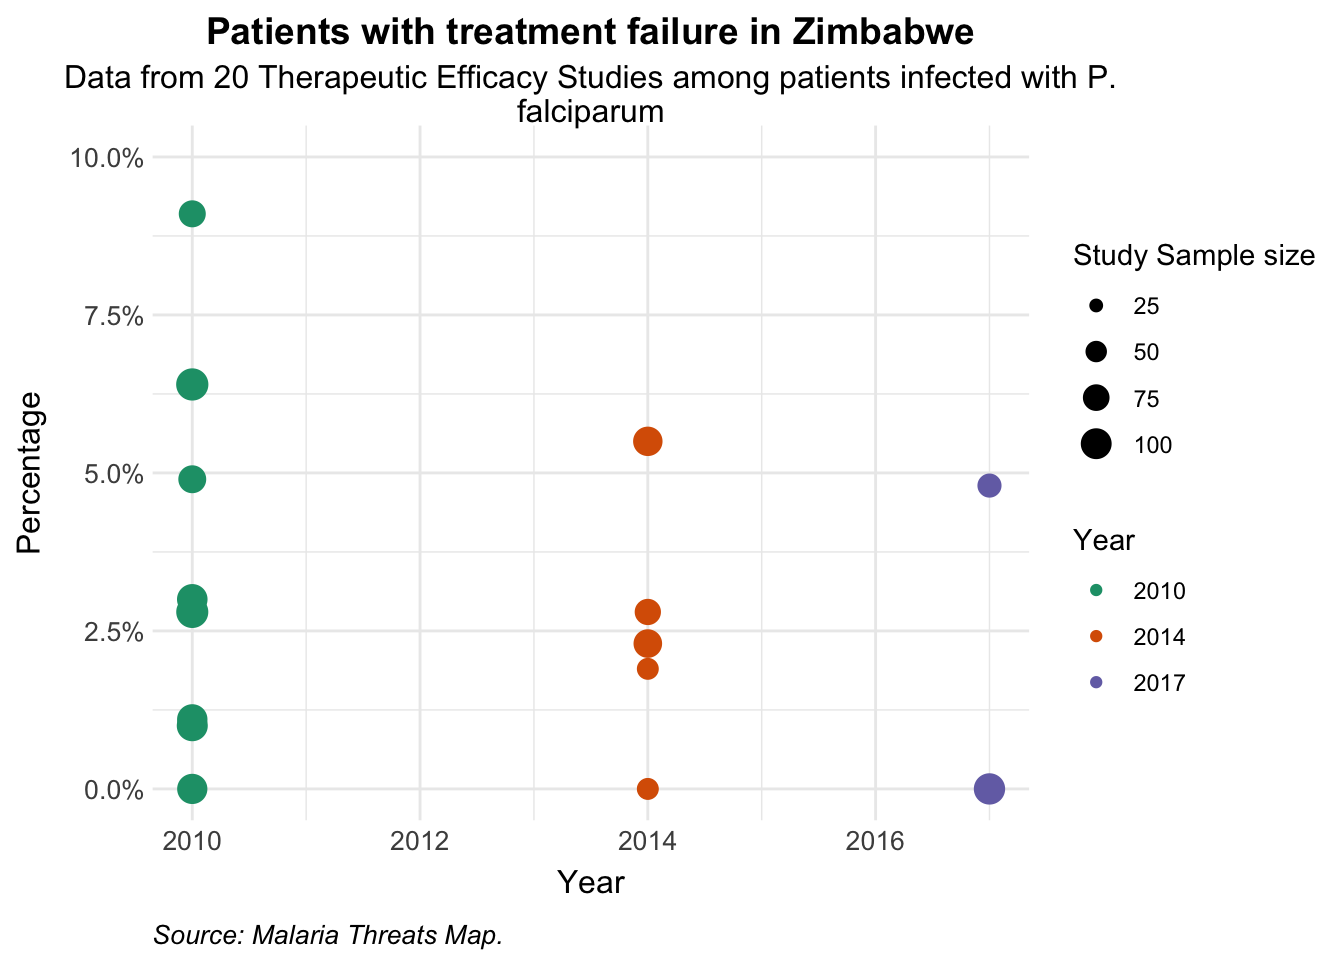 Patients with treatment failure in Zimbabwe
Data from 20 Therapeutic Efficacy Studies among patients infected with P.
falciparum
10.0%
7.5%
5.0%
2.5%
0.0%
Percentage
2010
2012
2014
2016
Year
Study Sample size
25
50
75
100
Year
2010
2014
2017
Source: Malaria Threats Map.